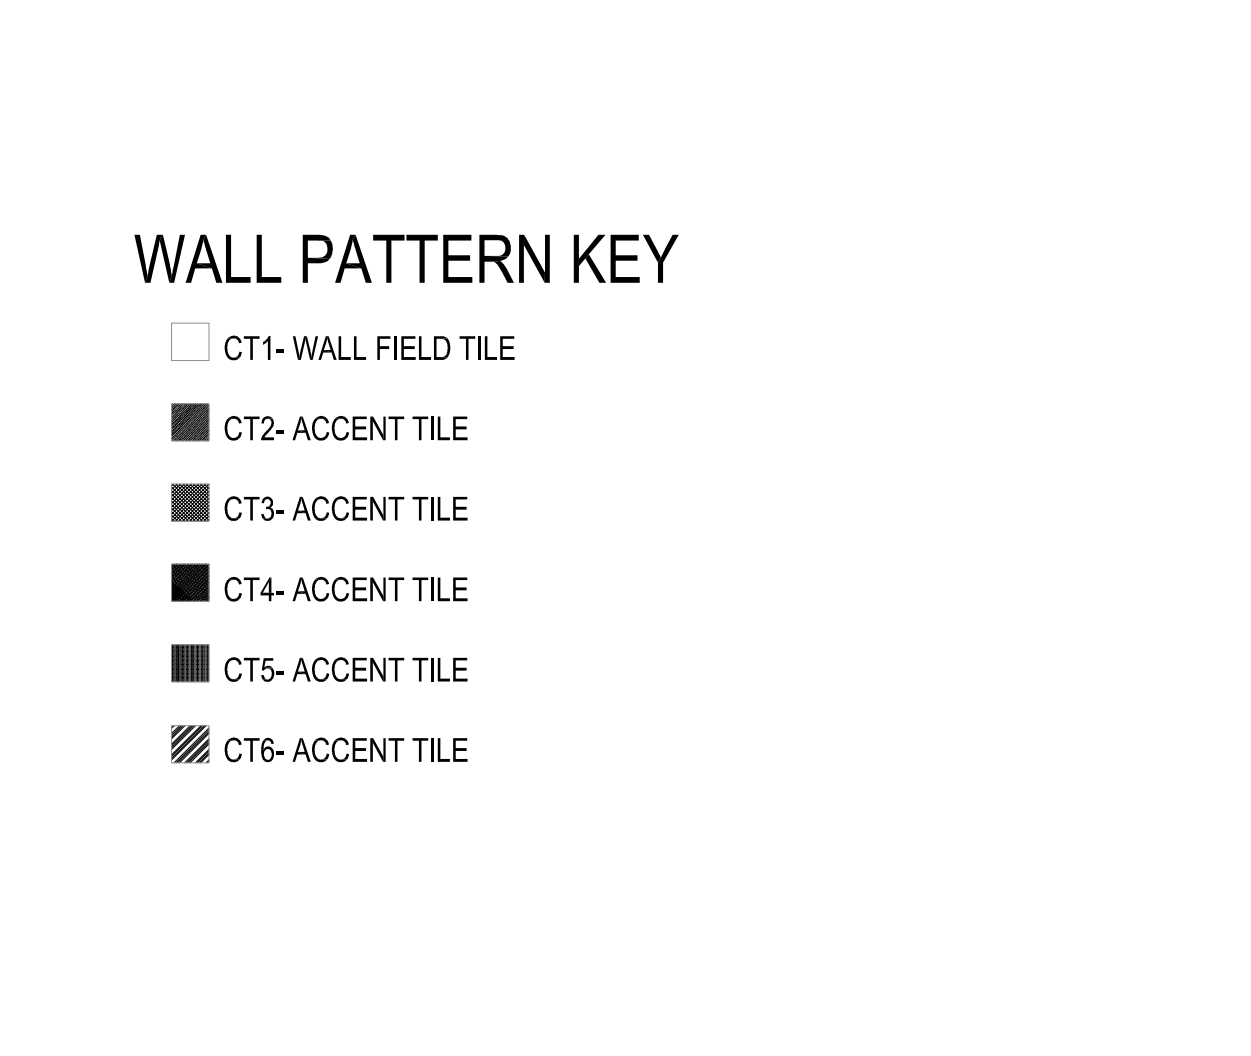 WALL PATTERN KEY
CT1- WALL FIELD TILE
CT2- ACCENT TILE
CT3- ACCENT TILE
CT4- ACCENT TILE
CT5- ACCENT TILE
CT6- ACCENT TILE